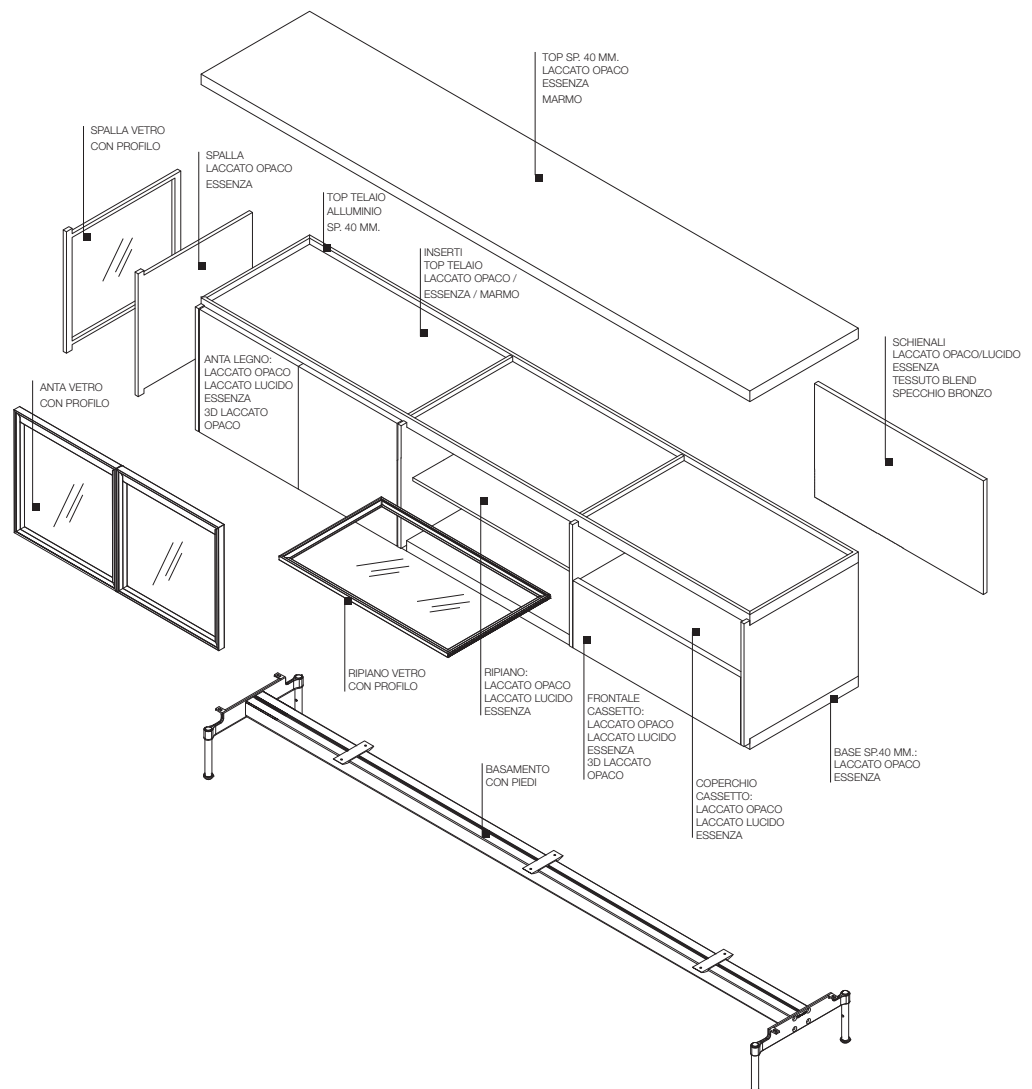 TOP SP. 40 MM.
LACCATO OPACO
ESSENZA
MARMO
SPALLA VETRO
CON PROFILO
SPALLA
LACCATO OPACO
ESSENZA
TOP TELAIO
ALLUMINIO
SP. 40 MM.
INSERTI
TOP TELAIO
LACCATO OPACO /
ESSENZA / MARMO
SCHIENALI
LACCATO OPACO/LUCIDO
ESSENZA
TESSUTO BLEND
SPECCHIO BRONZO
ANTA LEGNO:
LACCATO OPACO
LACCATO LUCIDO
ESSENZA
3D LACCATO
OPACO
ANTA VETRO
CON PROFILO
RIPIANO VETRO
CON PROFILO
RIPIANO:
LACCATO OPACO
LACCATO LUCIDO
ESSENZA
FRONTALE
CASSETTO:
LACCATO OPACO
LACCATO LUCIDO
ESSENZA
3D LACCATO
OPACO
BASE SP.40 MM.:
LACCATO OPACO
ESSENZA
BASAMENTO
CON PIEDI
COPERCHIO
CASSETTO:
LACCATO OPACO
LACCATO LUCIDO
ESSENZA